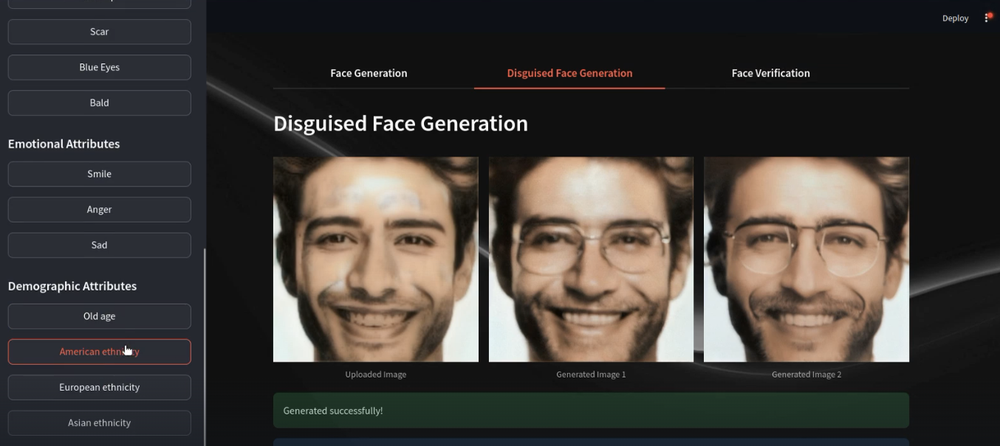 Deploy
Scar
Blue Eyes
Bald
Emotional Attributes
Smile
Anger
Sad
Demographic Attributes
Old age
American ethnicity
European ethnicity
Asian ethnicity
Face Generation
Disguised Face Generation
Face Verification
Disguised Face Generation
Uploaded Image
Generated Image 1
Generated Image 2
Generated successfully!